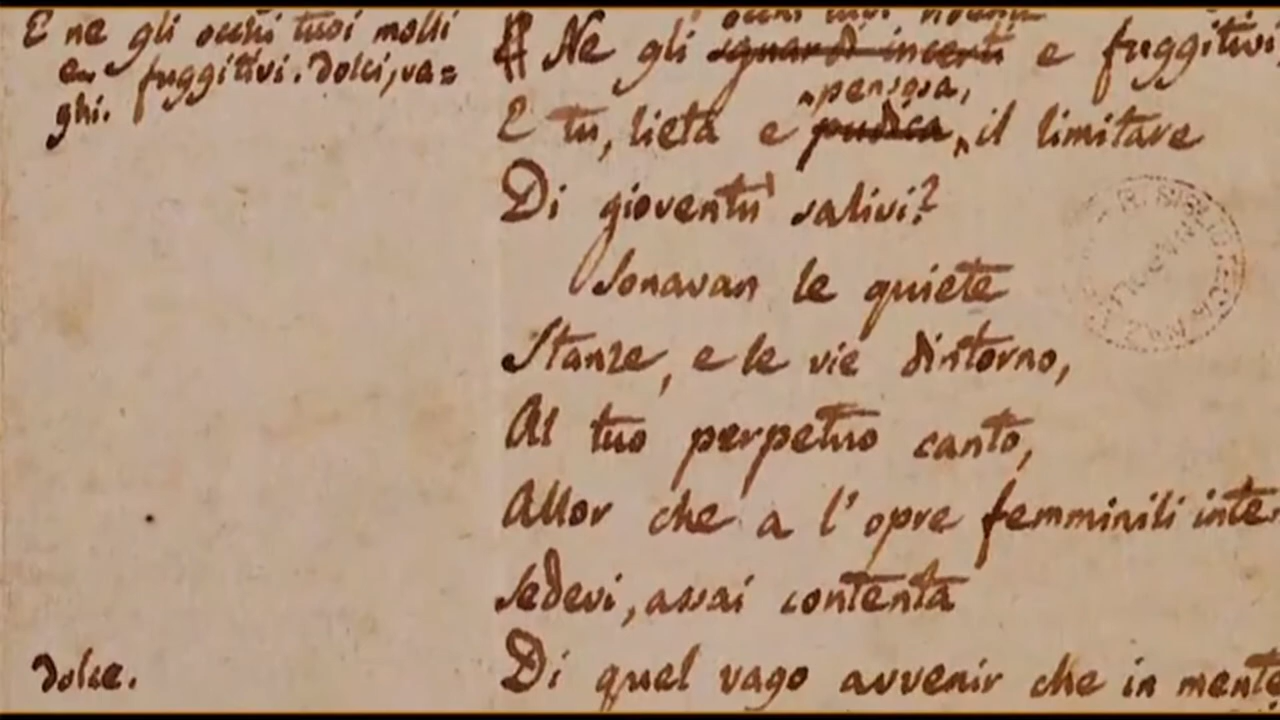 E ne gli occhi tuoi molli
e fuggitivi. Dolci, va=
ghi.
dolce.
occhi tuoi ridenti
Ne gli sguardi incerti e fuggitivi,
pensosa,
E tu, lieta e pudica, il limitare
Di gioventù salivi?
Sonavan le quiete
Stanze, e le vie dintorno,
Al tuo perpetuo canto,
Allor che a l'opre femminili inte
Sedevi, assai contenta
Di quel vago avvenir che in mente